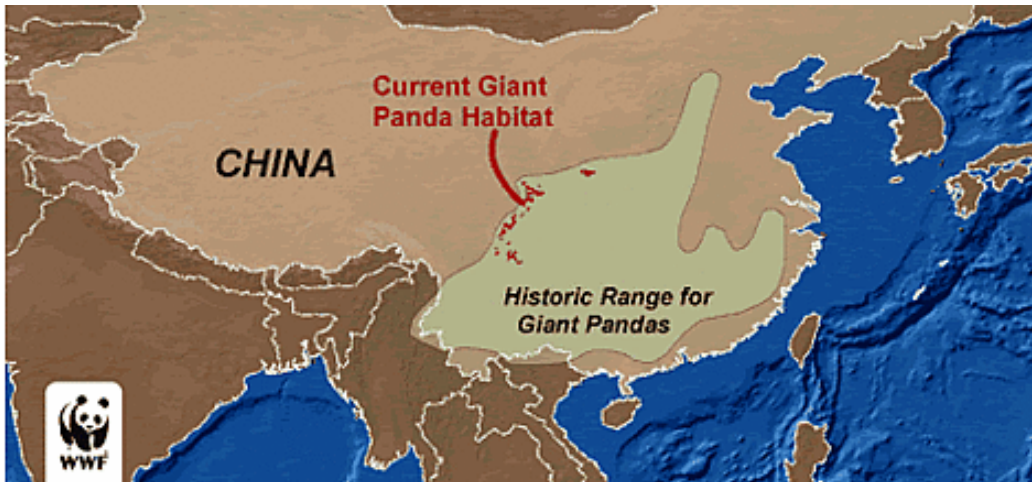 Current Giant
Panda Habitat
CHINA
Historic Range for
Giant Pandas
WWF